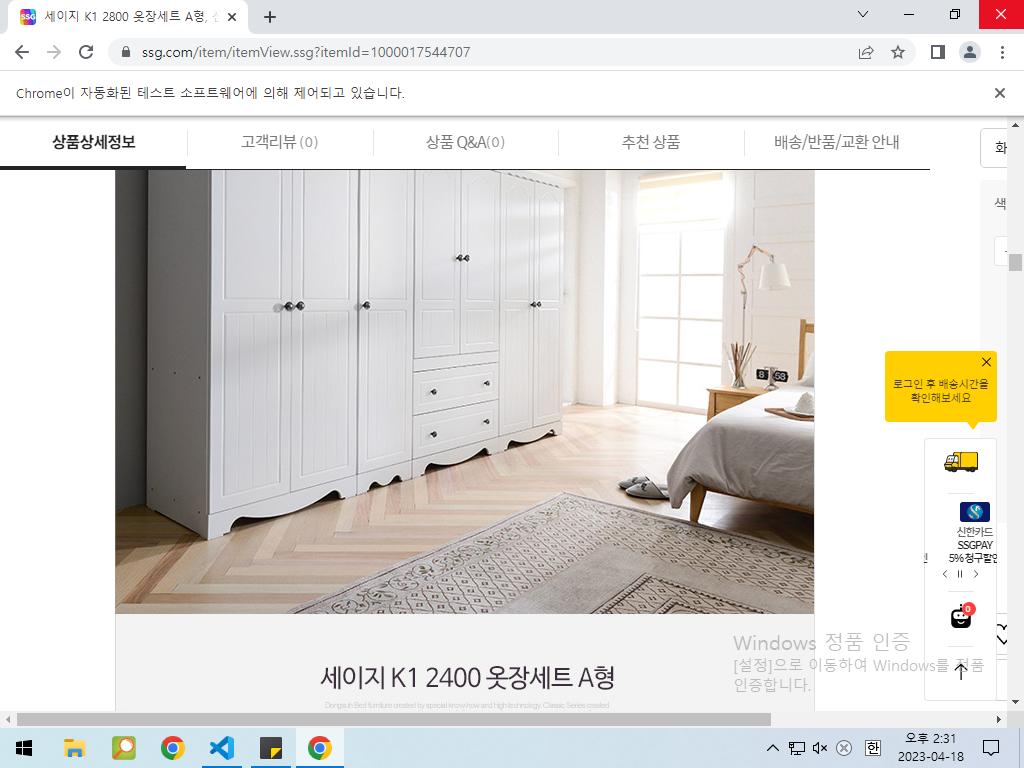 세이지 K1 2800 옷장세트 A형,
ssg.com/item/itemView.ssg?itemId=1000017544707
Chrome이 자동화된 테스트 소프트웨어에 의해 제어되고 있습니다.
상품상세정보
고객리뷰 (0)
상품 Q&A(0)
추천 상품
배송/반품/교환 안내
화
색
8 58
로그인 후 배송시간을
확인해보세요
신한카드
SSGPAY
5% 청구할인
0
Windows 정품 인증
[설정]으로 이동하여 Windows를 정품
인증합니다.
세이지 K1 2400 옷장세트 A형
Dongsuh Bed furniture created by special know-how and high technology. Classic Series created
한
오후 2:31
2023-04-18